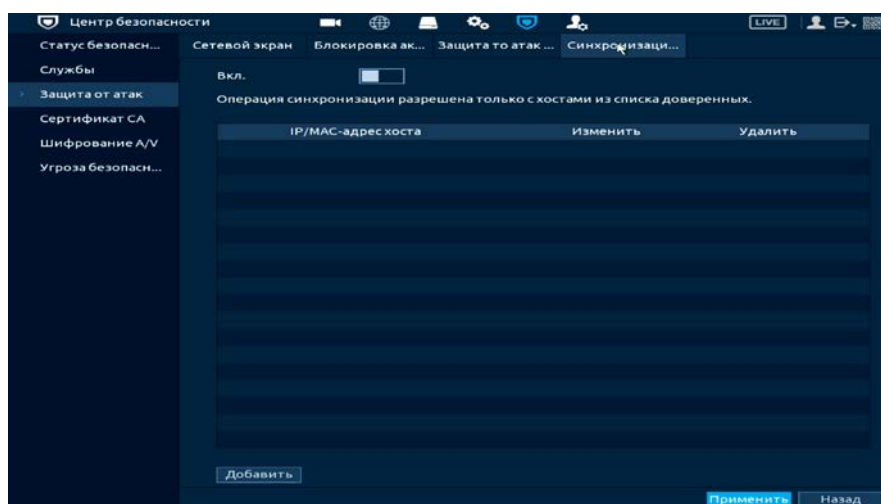 Центр безопасности
LIVE
Статус безопасн...
Сетевой экран
Блокировка ак...
Защита то атак ...
Синхронизаци...
Службы
Вкл.
Защита от атак
Операция синхронизации разрешена только с хостами из списка доверенных.
Сертификат CA
IP/MAC-адрес хоста
Изменить
Удалить
Шифрование A/V
Угроза безопасн...
Добавить
Применить
Назад